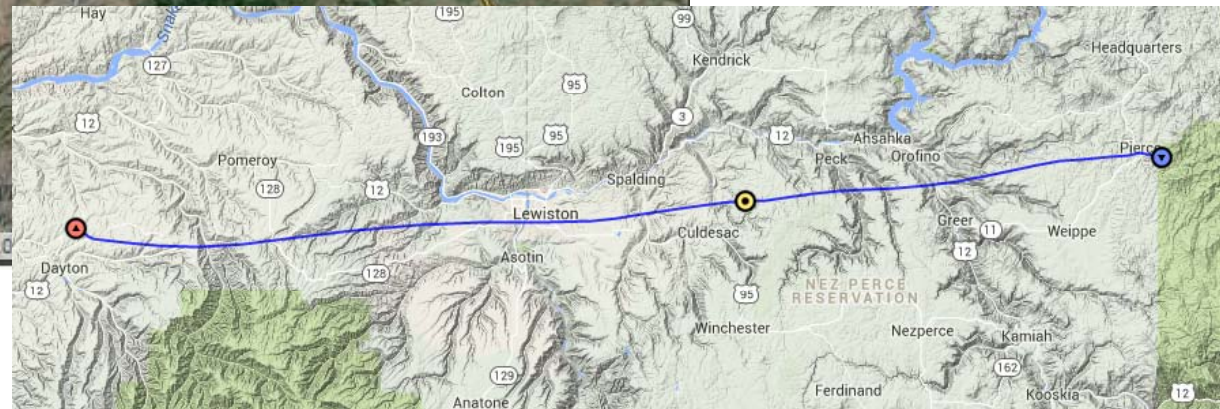 Hay
Snake
195
99
Headquarters
127
Kendrick
Colton
95
12
3
193
95
195
12
Ahsahka
Pomeroy
Peck
Orofino
Pierce
128
12
Spalding
Lewiston
Culdesac
Greer
11
Weippe
Dayton
128
Asotin
12
12
95
NEZ PERCE
RESERVATION
Winchester
Nezperce
Kamiah
129
162
Anatone
Ferdinand
Kooskia
12